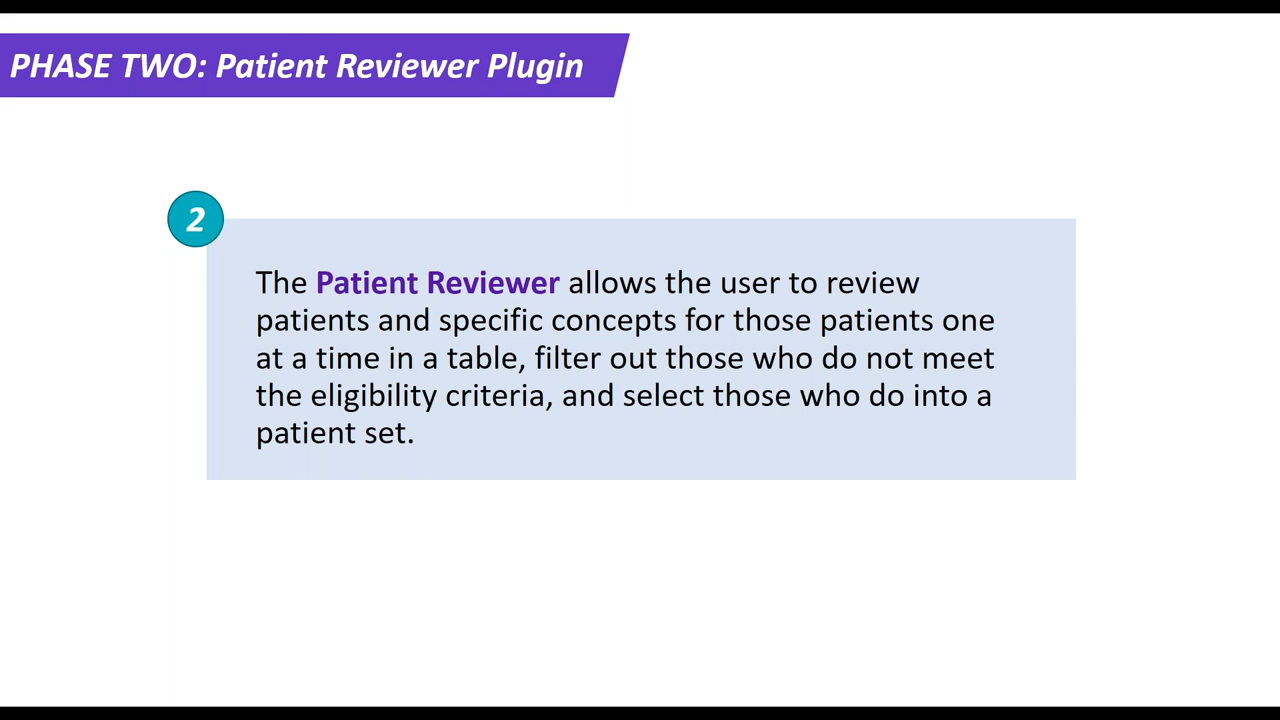 PHASE TWO: Patient Reviewer Plugin
2
The Patient Reviewer allows the user to review
patients and specific concepts for those patients one
at a time in a table, filter out those who do not meet
the eligibility criteria, and select those who do into a
patient set.